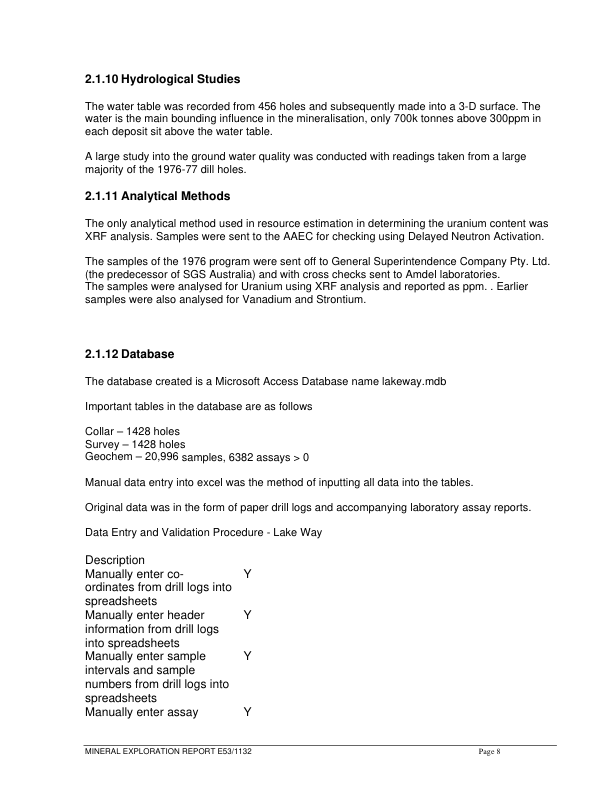 2.1.10 Hydrological Studies
The water table was recorded from 456 holes and subsequently made into a 3-D surface. The
water is the main bounding influence in the mineralisation, only 700k tonnes above 300ppm in
each deposit sit above the water table.
A large study into the ground water quality was conducted with readings taken from a large
majority of the 1976-77 dill holes.
2.1.11 Analytical Methods
The only analytical method used in resource estimation in determining the uranium content was
XRF analysis. Samples were sent to the AAEC for checking using Delayed Neutron Activation.
The samples of the 1976 program were sent off to General Superintendence Company Pty. Ltd.
(the predecessor of SGS Australia) and with cross checks sent to Amdel laboratories.
The samples were analysed for Uranium using XRF analysis and reported as ppm. . Earlier
samples were also analysed for Vanadium and Strontium.
2.1.12 Database
The database created is a Microsoft Access Database name lakeway.mdb
Important tables in the database are as follows
Collar – 1428 holes
Survey – 1428 holes
Geochem – 20,996 samples, 6382 assays > 0
Manual data entry into excel was the method of inputting all data into the tables.
Original data was in the form of paper drill logs and accompanying laboratory assay reports.
Data Entry and Validation Procedure - Lake Way
Description
Manually enter co- Y
ordinates from drill logs into
spreadsheets
Manually enter header Y
information from drill logs
into spreadsheets
Manually enter sample Y
intervals and sample
numbers from drill logs into
spreadsheets
Manually enter assay Y
MINERAL EXPLORATION REPORT E53/1132 Page 8